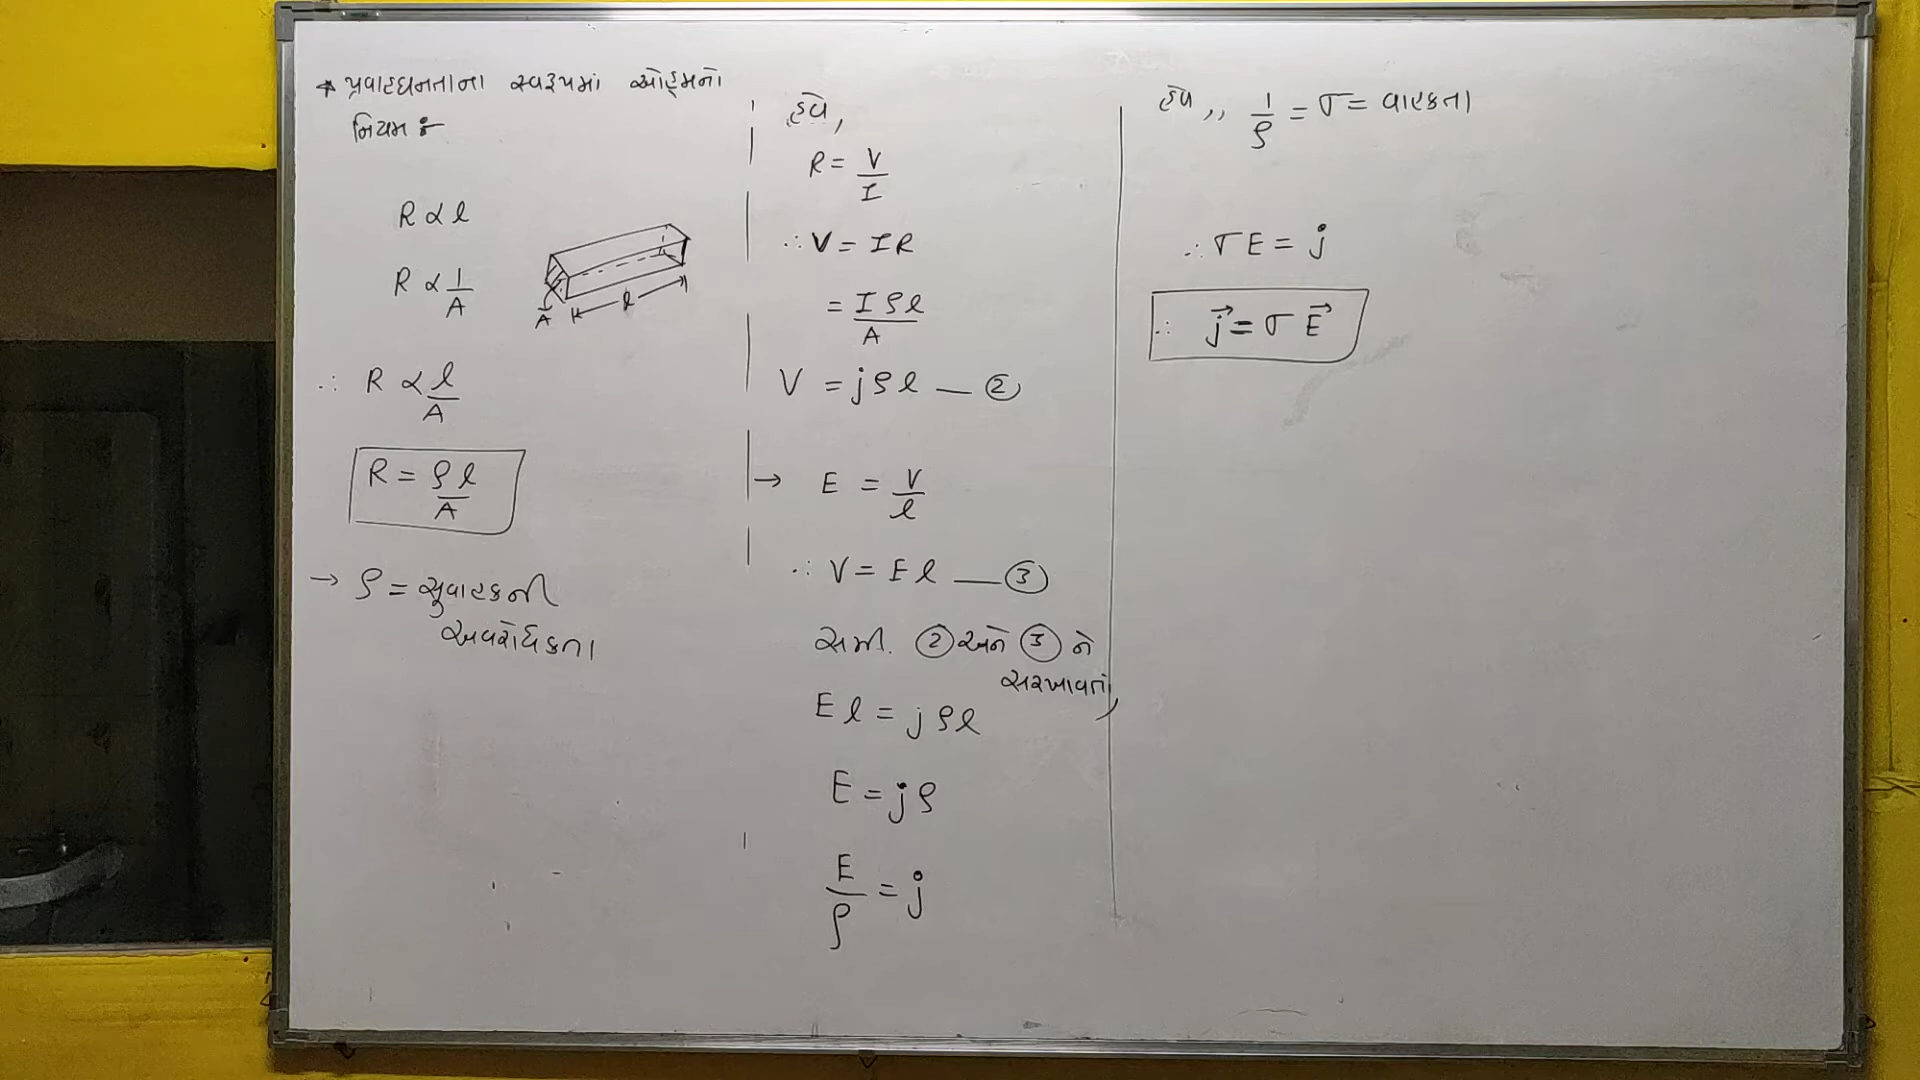 * પ્રવાહઘનતાના સ્વરૂપમાં ઓહ્મનો
નિયમ :-
R ∝ l
R ∝ 1/A
A l
∴ R ∝ l/A
R = ρl/A
→ ρ = સુવાહકની
અવરોધકતા
હવે,
R = V/I
∴ V = IR
= Iρl/A
V = jρl — ②
→ E = V/l
∴ V = El — ③
સમી. ② અને ③ ને
સરખાવતાં,
El = jρl
E = jρ
E/ρ = j
હવે,, 1/ρ = σ = વાહકતા
∴ σE = j
∴ j⃗ = σE⃗